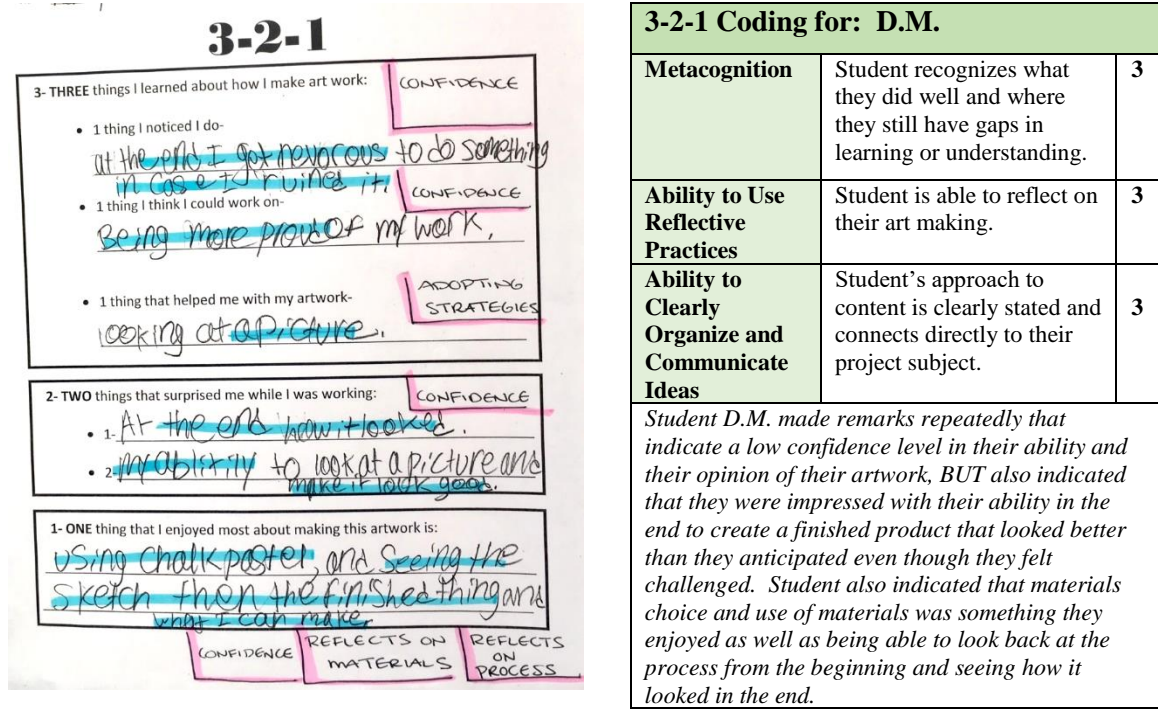 3-2-1
3- THREE things I learned about how I make art work:
CONFIDENCE
• 1 thing I noticed I do-
at the end I got nevorous to do something
in case I ruined it.
CONFIDENCE
• 1 thing I think I could work on-
Being more proud of my work.
ADOPTING
STRATEGIES
• 1 thing that helped me with my artwork-
looking at a picture.
2- TWO things that surprised me while I was working:
CONFIDENCE
• 1- At the end how it looked.
• 2- my ablirity to look at a picture and
make it look good.
1- ONE thing that I enjoyed most about making this artwork is:
Using chalk pastel, and seeing the
sketch then the finished thing and
what I can make.
CONFIDENCE
REFLECTS ON
MATERIALS
REFLECTS
ON
PROCESS
3-2-1 Coding for: D.M.
Metacognition
Student recognizes what
they did well and where
they still have gaps in
learning or understanding.
3
Ability to Use
Reflective
Practices
Student is able to reflect on
their art making.
3
Ability to
Clearly
Organize and
Communicate
Ideas
Student's approach to
content is clearly stated and
connects directly to their
project subject.
3
Student D.M. made remarks repeatedly that
indicate a low confidence level in their ability and
their opinion of their artwork, BUT also indicated
that they were impressed with their ability in the
end to create a finished product that looked better
than they anticipated even though they felt
challenged. Student also indicated that materials
choice and use of materials was something they
enjoyed as well as being able to look back at the
process from the beginning and seeing how it
looked in the end.